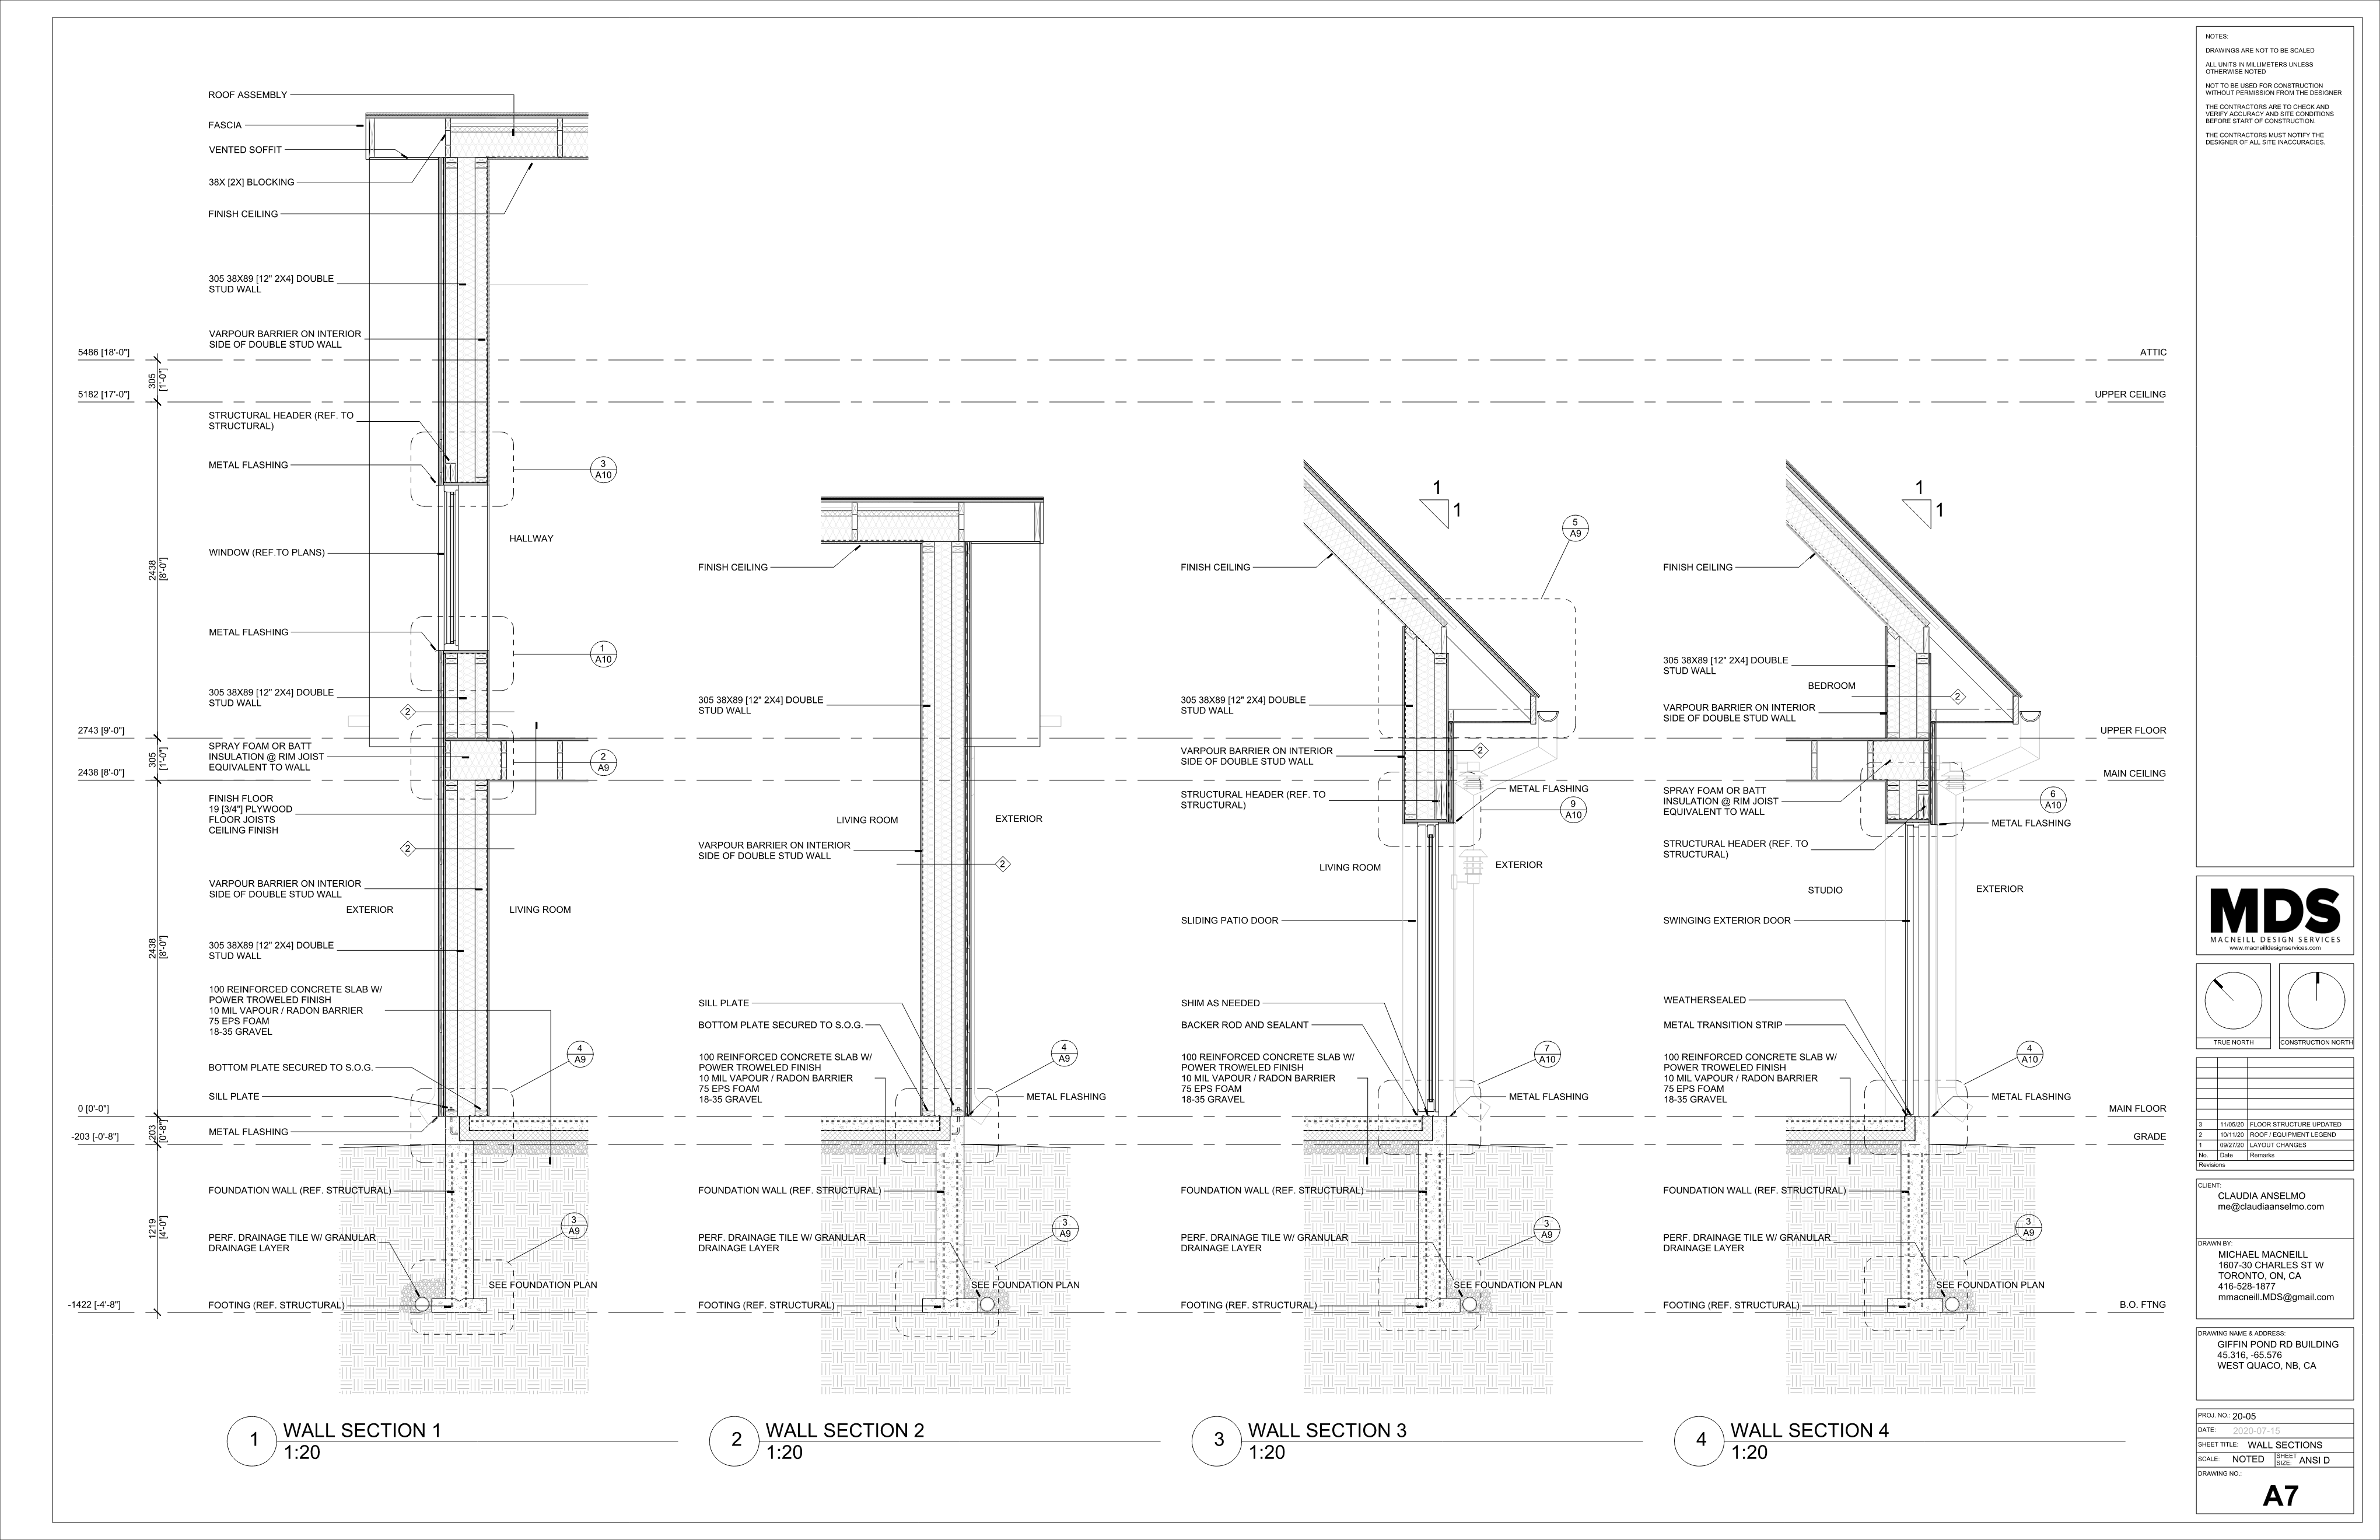 ROOF ASSEMBLY
FASCIA
VENTED SOFFIT
38X [2X] BLOCKING
FINISH CEILING
305 38X89 [12" 2X4] DOUBLE
STUD WALL
VARPOUR BARRIER ON INTERIOR
SIDE OF DOUBLE STUD WALL
5486 [18'-0"]
305
[1'-0"]
5182 [17'-0"]
ATTIC
UPPER CEILING
STRUCTURAL HEADER (REF. TO
STRUCTURAL)
METAL FLASHING
3
A10
HALLWAY
WINDOW (REF.TO PLANS)
2438
[8'-0"]
METAL FLASHING
1
A10
305 38X89 [12" 2X4] DOUBLE
STUD WALL
2
2743 [9'-0"]
305
[1'-0"]
2438 [8'-0"]
SPRAY FOAM OR BATT
INSULATION @ RIM JOIST
EQUIVALENT TO WALL
2
A9
FINISH FLOOR
19 [3/4"] PLYWOOD
FLOOR JOISTS
CEILING FINISH
2
VARPOUR BARRIER ON INTERIOR
SIDE OF DOUBLE STUD WALL
EXTERIOR
LIVING ROOM
2438
[8'-0"]
305 38X89 [12" 2X4] DOUBLE
STUD WALL
100 REINFORCED CONCRETE SLAB W/
POWER TROWELED FINISH
10 MIL VAPOUR / RADON BARRIER
75 EPS FOAM
18-35 GRAVEL
4
A9
BOTTOM PLATE SECURED TO S.O.G.
SILL PLATE
0 [0'-0"]
METAL FLASHING
203
[0'-8"]
-203 [-0'-8"]
FOUNDATION WALL (REF. STRUCTURAL)
1219
[4'-0"]
3
A9
PERF. DRAINAGE TILE W/ GRANULAR
DRAINAGE LAYER
SEE FOUNDATION PLAN
-1422 [-4'-8"]
FOOTING (REF. STRUCTURAL)
1
WALL SECTION 1
1:20
FINISH CEILING
305 38X89 [12" 2X4] DOUBLE
STUD WALL
LIVING ROOM
EXTERIOR
VARPOUR BARRIER ON INTERIOR
SIDE OF DOUBLE STUD WALL
2
SILL PLATE
BOTTOM PLATE SECURED TO S.O.G.
4
A9
100 REINFORCED CONCRETE SLAB W/
POWER TROWELED FINISH
10 MIL VAPOUR / RADON BARRIER
75 EPS FOAM
18-35 GRAVEL
METAL FLASHING
FOUNDATION WALL (REF. STRUCTURAL)
3
A9
PERF. DRAINAGE TILE W/ GRANULAR
DRAINAGE LAYER
SEE FOUNDATION PLAN
FOOTING (REF. STRUCTURAL)
2
WALL SECTION 2
1:20
1
1
5
A9
FINISH CEILING
305 38X89 [12" 2X4] DOUBLE
STUD WALL
VARPOUR BARRIER ON INTERIOR
SIDE OF DOUBLE STUD WALL
2
STRUCTURAL HEADER (REF. TO
STRUCTURAL)
METAL FLASHING
9
A10
LIVING ROOM
EXTERIOR
SLIDING PATIO DOOR
SHIM AS NEEDED
BACKER ROD AND SEALANT
7
A10
100 REINFORCED CONCRETE SLAB W/
POWER TROWELED FINISH
10 MIL VAPOUR / RADON BARRIER
75 EPS FOAM
18-35 GRAVEL
METAL FLASHING
FOUNDATION WALL (REF. STRUCTURAL)
3
A9
PERF. DRAINAGE TILE W/ GRANULAR
DRAINAGE LAYER
SEE FOUNDATION PLAN
FOOTING (REF. STRUCTURAL)
3
WALL SECTION 3
1:20
1
1
FINISH CEILING
305 38X89 [12" 2X4] DOUBLE
STUD WALL
BEDROOM
2
VARPOUR BARRIER ON INTERIOR
SIDE OF DOUBLE STUD WALL
UPPER FLOOR
MAIN CEILING
SPRAY FOAM OR BATT
INSULATION @ RIM JOIST
EQUIVALENT TO WALL
6
A10
METAL FLASHING
STRUCTURAL HEADER (REF. TO
STRUCTURAL)
STUDIO
EXTERIOR
SWINGING EXTERIOR DOOR
WEATHERSEALED
METAL TRANSITION STRIP
4
A10
100 REINFORCED CONCRETE SLAB W/
POWER TROWELED FINISH
10 MIL VAPOUR / RADON BARRIER
75 EPS FOAM
18-35 GRAVEL
METAL FLASHING
MAIN FLOOR
GRADE
FOUNDATION WALL (REF. STRUCTURAL)
3
A9
PERF. DRAINAGE TILE W/ GRANULAR
DRAINAGE LAYER
SEE FOUNDATION PLAN
FOOTING (REF. STRUCTURAL)
B.O. FTNG
4
WALL SECTION 4
1:20
NOTES:
DRAWINGS ARE NOT TO BE SCALED
ALL UNITS IN MILLIMETERS UNLESS
OTHERWISE NOTED
NOT TO BE USED FOR CONSTRUCTION
WITHOUT PERMISSION FROM THE DESIGNER
THE CONTRACTORS ARE TO CHECK AND
VERIFY ACCURACY AND SITE CONDITIONS
BEFORE START OF CONSTRUCTION.
THE CONTRACTORS MUST NOTIFY THE
DESIGNER OF ALL SITE INACCURACIES.
MDS
MACNEILL DESIGN SERVICES
www.macneilldesignservices.com
TRUE NORTH
CONSTRUCTION NORTH
3 11/05/20 FLOOR STRUCTURE UPDATED
2 10/11/20 ROOF / EQUIPMENT LEGEND
1 09/27/20 LAYOUT CHANGES
No. Date Remarks
Revisions
CLIENT:
CLAUDIA ANSELMO
me@claudiaanselmo.com
DRAWN BY:
MICHAEL MACNEILL
1607-30 CHARLES ST W
TORONTO, ON, CA
416-528-1877
mmacneill.MDS@gmail.com
DRAWING NAME & ADDRESS:
GIFFIN POND RD BUILDING
45.316, -65.576
WEST QUACO, NB, CA
PROJ. NO.: 20-05
DATE: 2020-07-15
SHEET TITLE: WALL SECTIONS
SCALE: NOTED SHEET SIZE: ANSI D
DRAWING NO.:
A7